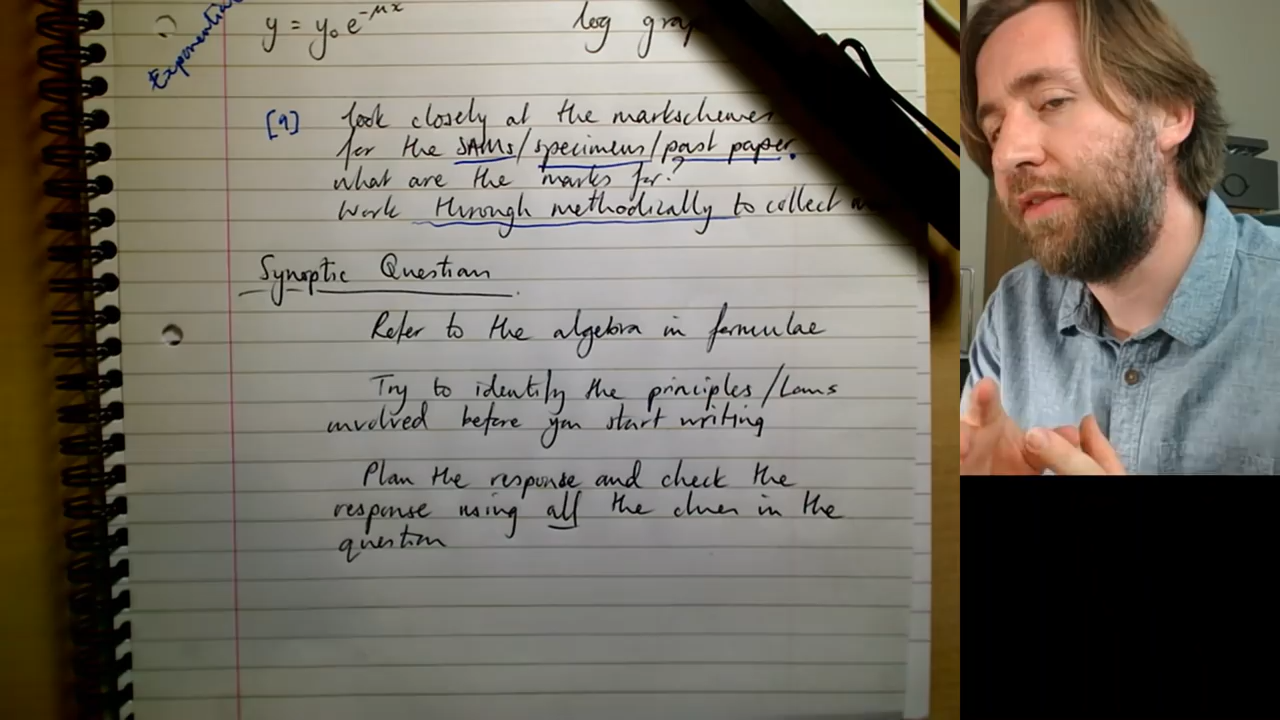 Exponential
y = y₀ e^-μx log grap
[9] look closely at the markschemes
for the SAMs/specimens/past paper.
what are the marks for?
Work through methodically to collect
Synoptic Question
Refer to the algebra in formulae
Try to identify the principles/Laws
involved before you start writing
Plan the response and check the
response using all the clues in the
question